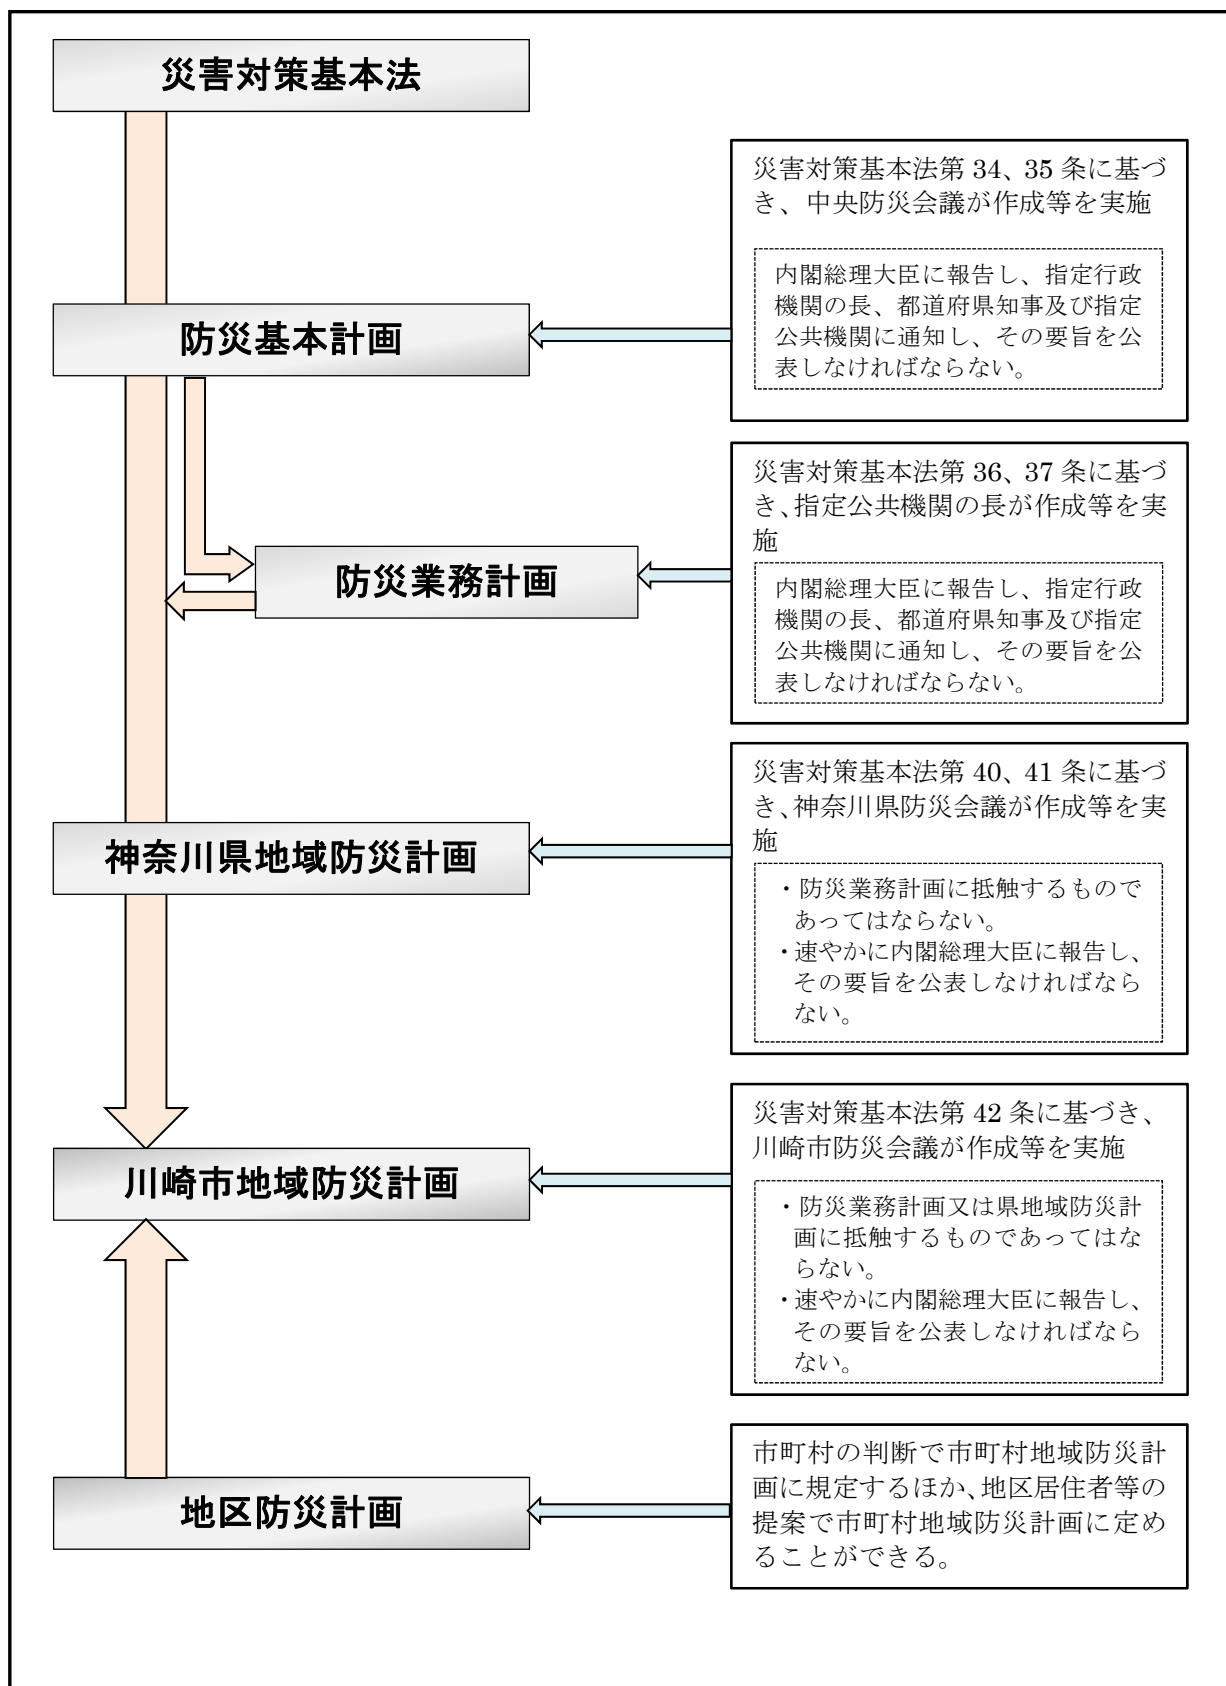 災害対策基本法
災害対策基本法第 34、35 条に基づ
き、中央防災会議が作成等を実施
内閣総理大臣に報告し、指定行政
機関の長、都道府県知事及び指定
公共機関に通知し、その要旨を公
表しなければならない。
防災基本計画
災害対策基本法第 36、37 条に基づ
き、指定公共機関の長が作成等を実
施
内閣総理大臣に報告し、指定行政
機関の長、都道府県知事及び指定
公共機関に通知し、その要旨を公
表しなければならない。
防災業務計画
災害対策基本法第 40、41 条に基づ
き、神奈川県防災会議が作成等を実
施
・防災業務計画に抵触するもので
あってはならない。
・速やかに内閣総理大臣に報告し、
その要旨を公表しなければなら
ない。
神奈川県地域防災計画
災害対策基本法第 42 条に基づき、
川崎市防災会議が作成等を実施
・防災業務計画又は県地域防災計
画に抵触するものであってはな
らない。
・速やかに内閣総理大臣に報告し、
その要旨を公表しなければなら
ない。
川崎市地域防災計画
市町村の判断で市町村地域防災計
画に規定するほか、地区居住者等の
提案で市町村地域防災計画に定め
ることができる。
地区防災計画